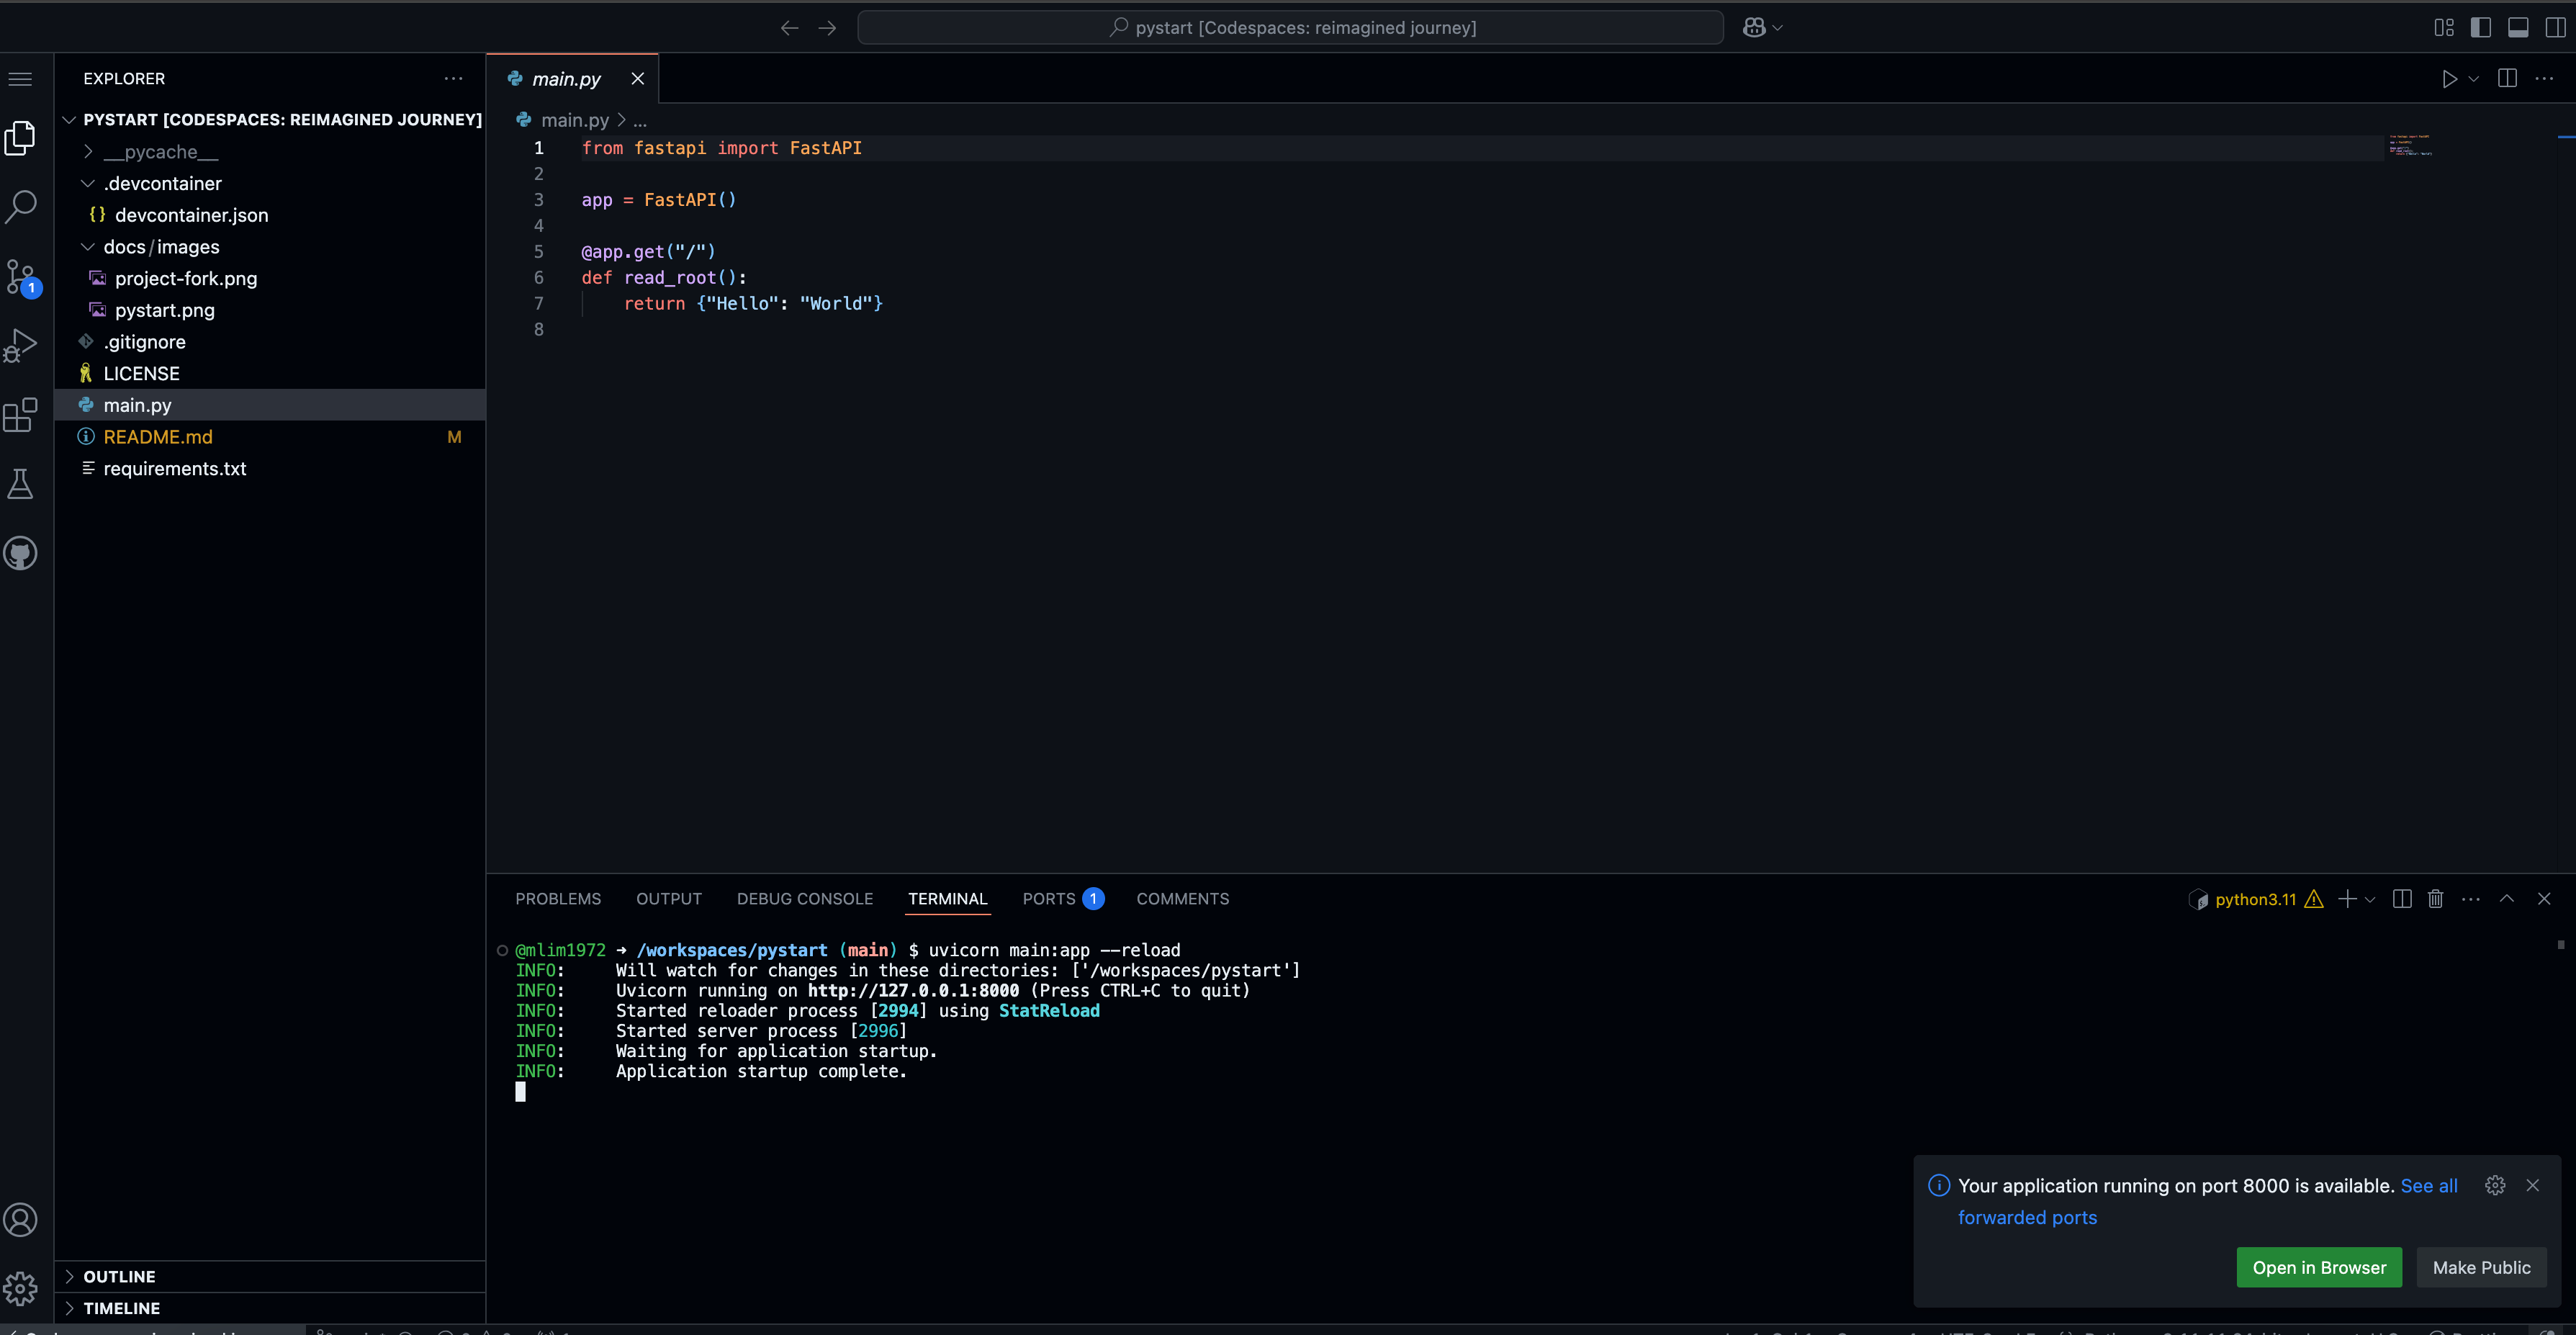 pystart [Codespaces: reimagined journey]
EXPLORER
PYSTART [CODESPACES: REIMAGINED JOURNEY]
__pycache__
.devcontainer
{} devcontainer.json
docs/images
project-fork.png
pystart.png
.gitignore
LICENSE
main.py
README.md M
requirements.txt
1
OUTLINE
TIMELINE
main.py
main.py > ...
1 from fastapi import FastAPI
2
3 app = FastAPI()
4
5 @app.get("/")
6 def read_root():
7 return {"Hello": "World"}
8
PROBLEMS OUTPUT DEBUG CONSOLE TERMINAL PORTS 1 COMMENTS
python3.11
@mlim1972 → /workspaces/pystart (main) $ uvicorn main:app --reload
INFO: Will watch for changes in these directories: ['/workspaces/pystart']
INFO: Uvicorn running on http://127.0.0.1:8000 (Press CTRL+C to quit)
INFO: Started reloader process [2994] using StatReload
INFO: Started server process [2996]
INFO: Waiting for application startup.
INFO: Application startup complete.
Your application running on port 8000 is available. See all
forwarded ports
Open in Browser
Make Public